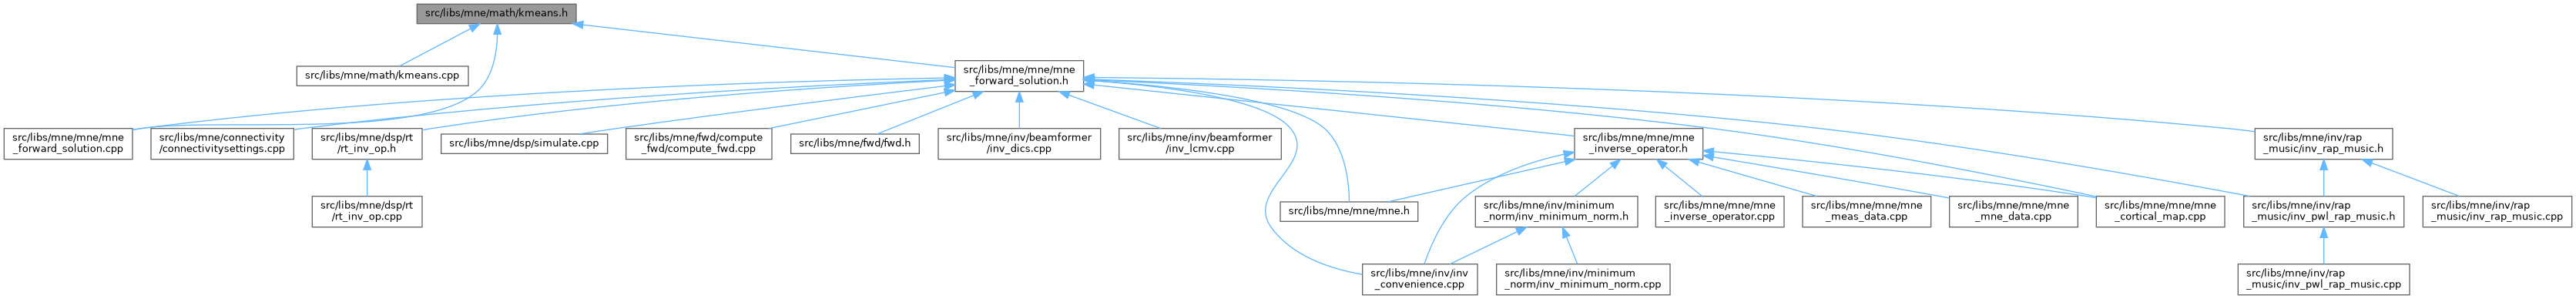 src/libs/mne/math/kmeans.h
src/libs/mne/math/kmeans.cpp
src/libs/mne/mne/mne
_forward_solution.h
src/libs/mne/mne/mne
_forward_solution.cpp
src/libs/mne/connectivity
/connectivitysettings.cpp
src/libs/mne/dsp/rt
/rt_inv_op.h
src/libs/mne/dsp/simulate.cpp
src/libs/mne/fwd/compute
_fwd/compute_fwd.cpp
src/libs/mne/fwd/fwd.h
src/libs/mne/inv/beamformer
/inv_dics.cpp
src/libs/mne/inv/beamformer
/inv_lcmv.cpp
src/libs/mne/mne/mne
_inverse_operator.h
src/libs/mne/inv/rap
_music/inv_rap_music.h
src/libs/mne/dsp/rt
/rt_inv_op.cpp
src/libs/mne/mne/mne.h
src/libs/mne/inv/minimum
_norm/inv_minimum_norm.h
src/libs/mne/mne/mne
_inverse_operator.cpp
src/libs/mne/mne/mne
_meas_data.cpp
src/libs/mne/mne/mne
_mne_data.cpp
src/libs/mne/mne/mne
_cortical_map.cpp
src/libs/mne/inv/rap
_music/inv_pwl_rap_music.h
src/libs/mne/inv/rap
_music/inv_rap_music.cpp
src/libs/mne/inv/inv
_convenience.cpp
src/libs/mne/inv/minimum
_norm/inv_minimum_norm.cpp
src/libs/mne/inv/rap
_music/inv_pwl_rap_music.cpp